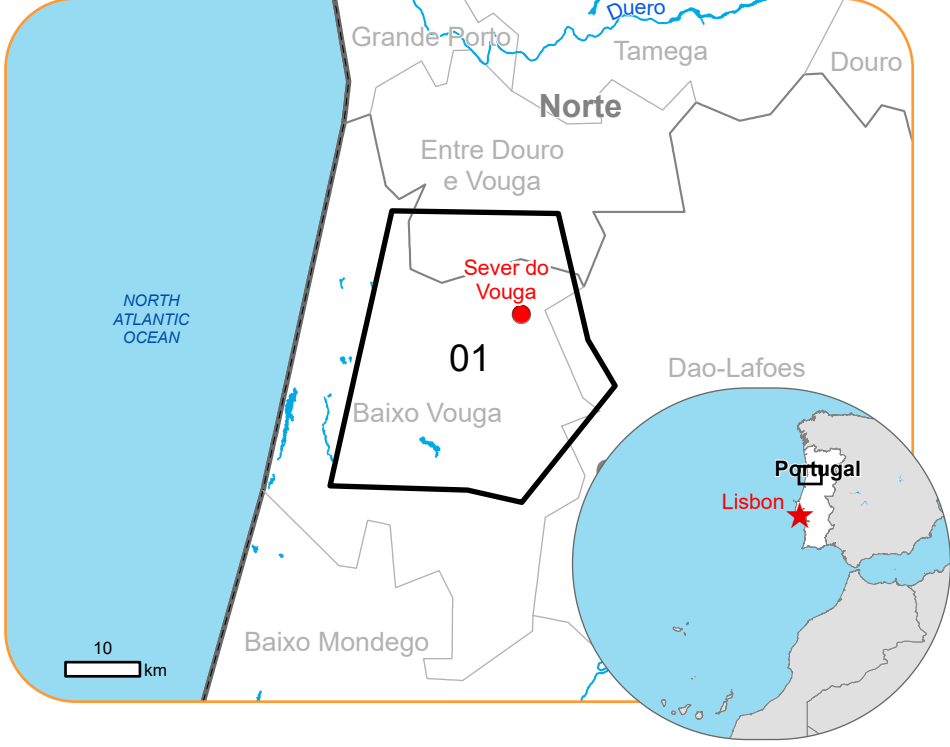 Duero
Grande Porto
Tamega
Douro
Norte
Entre Douro
e Vouga
Sever do
Vouga
NORTH
ATLANTIC
OCEAN
01
Dao-Lafoes
Baixo Vouga
Portugal
Lisbon
Baixo Mondego
10
km